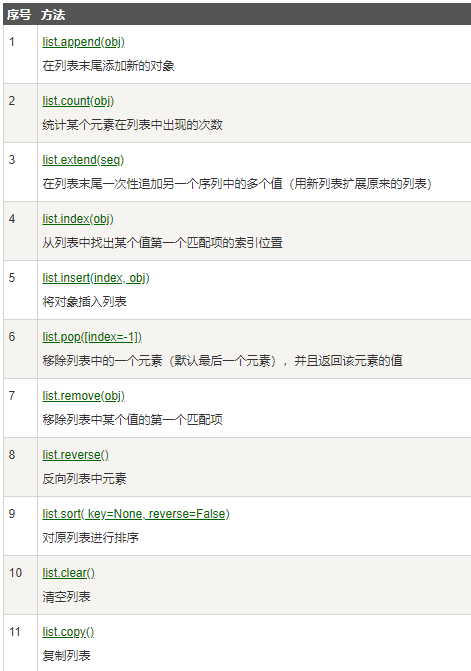 序号 方法
1 list.append(obj)
在列表末尾添加新的对象
2 list.count(obj)
统计某个元素在列表中出现的次数
3 list.extend(seq)
在列表末尾一次性追加另一个序列中的多个值（用新列表扩展原来的列表）
4 list.index(obj)
从列表中找出某个值第一个匹配项的索引位置
5 list.insert(index, obj)
将对象插入列表
6 list.pop([index=-1])
移除列表中的一个元素（默认最后一个元素），并且返回该元素的值
7 list.remove(obj)
移除列表中某个值的第一个匹配项
8 list.reverse()
反向列表中元素
9 list.sort( key=None, reverse=False)
对原列表进行排序
10 list.clear()
清空列表
11 list.copy()
复制列表